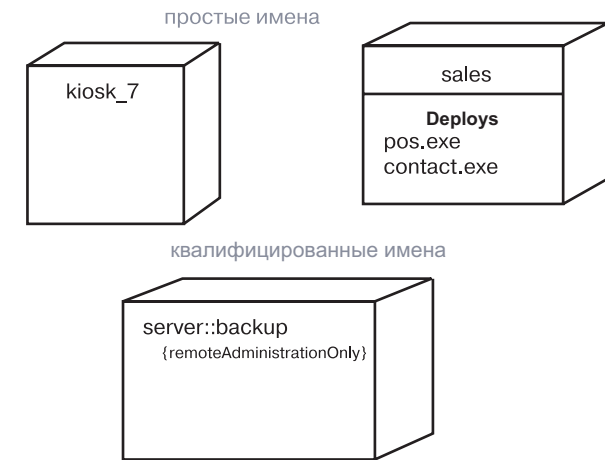 простые имена
kiosk_7
sales
Deploys
pos.exe
contact.exe
квалифицированные имена
server::backup
{remoteAdministrationOnly}